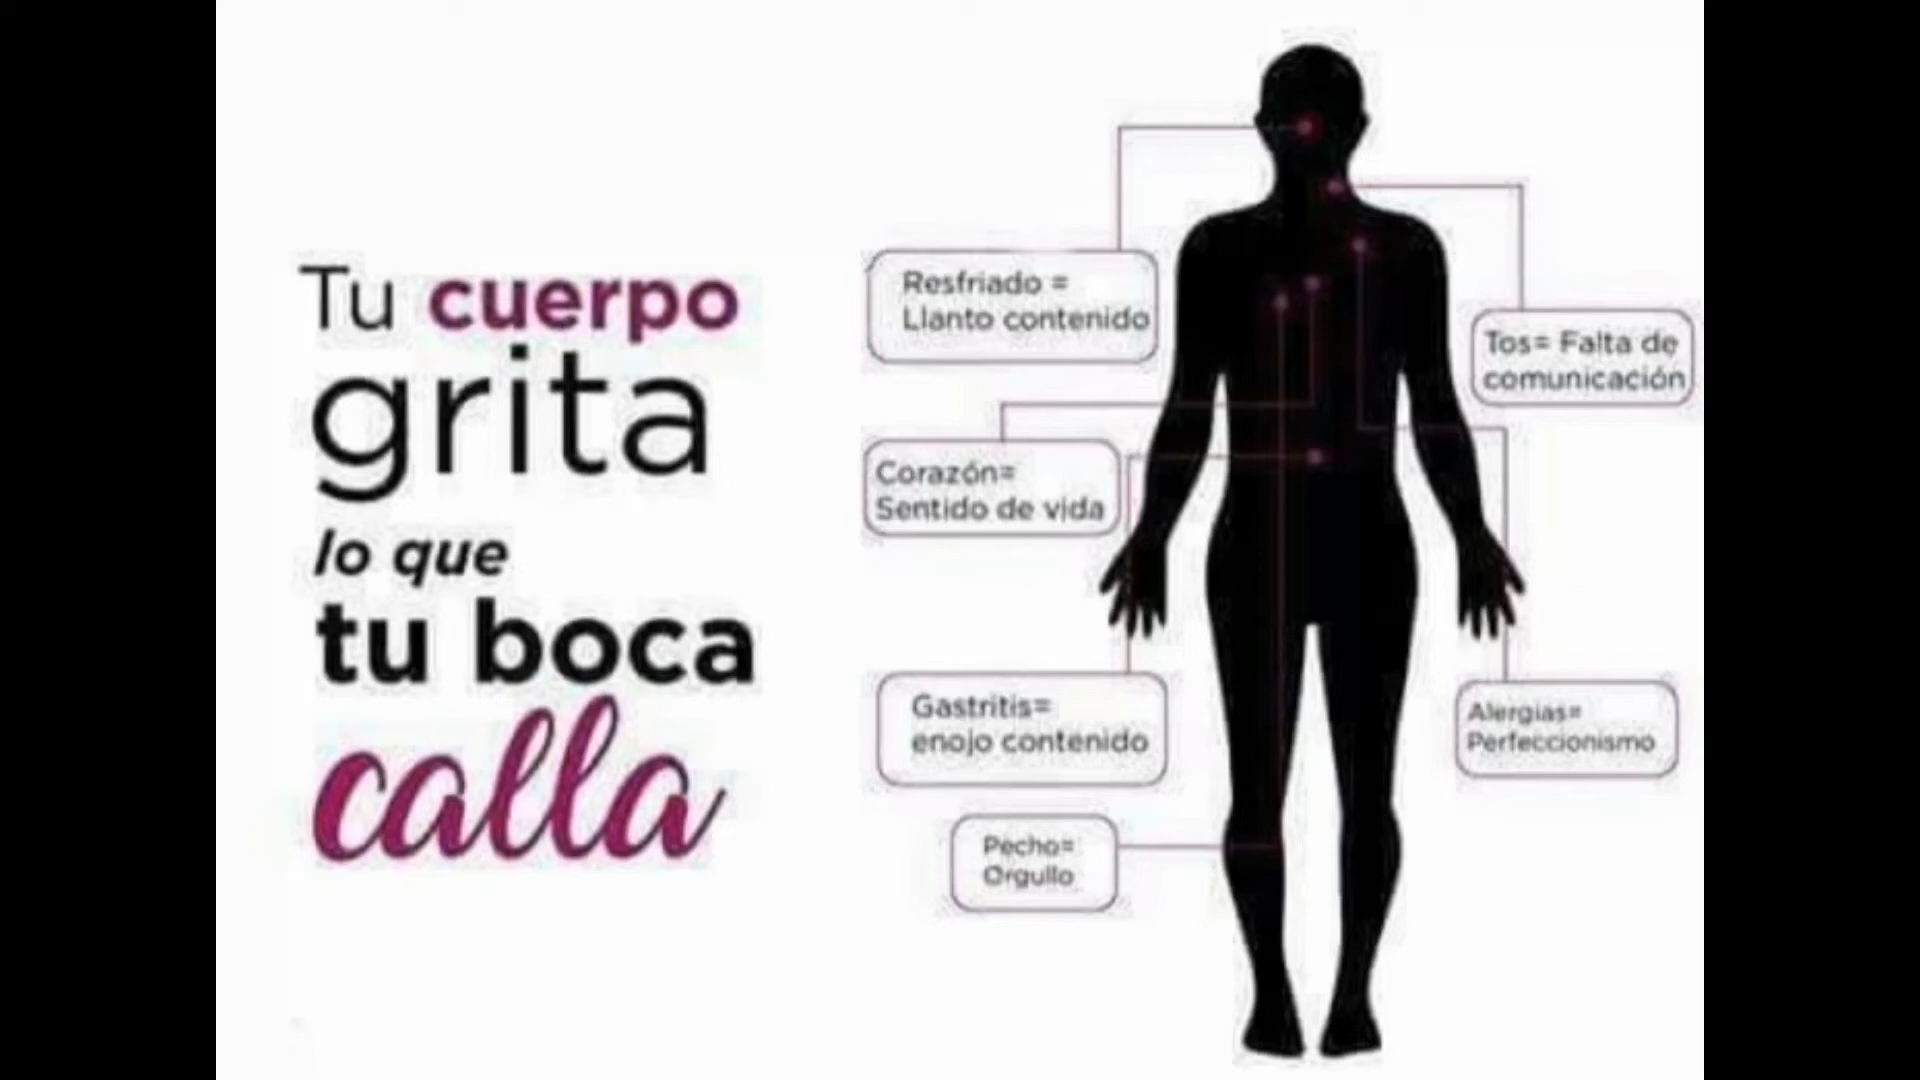 Tu cuerpo
grita
lo que
tu boca
calla
Resfriado =
Llanto contenido
Tos= Falta de
comunicación
Corazón=
Sentido de vida
Gastritis=
enojo contenido
Alergias=
Perfeccionismo
Pecho=
Orgullo